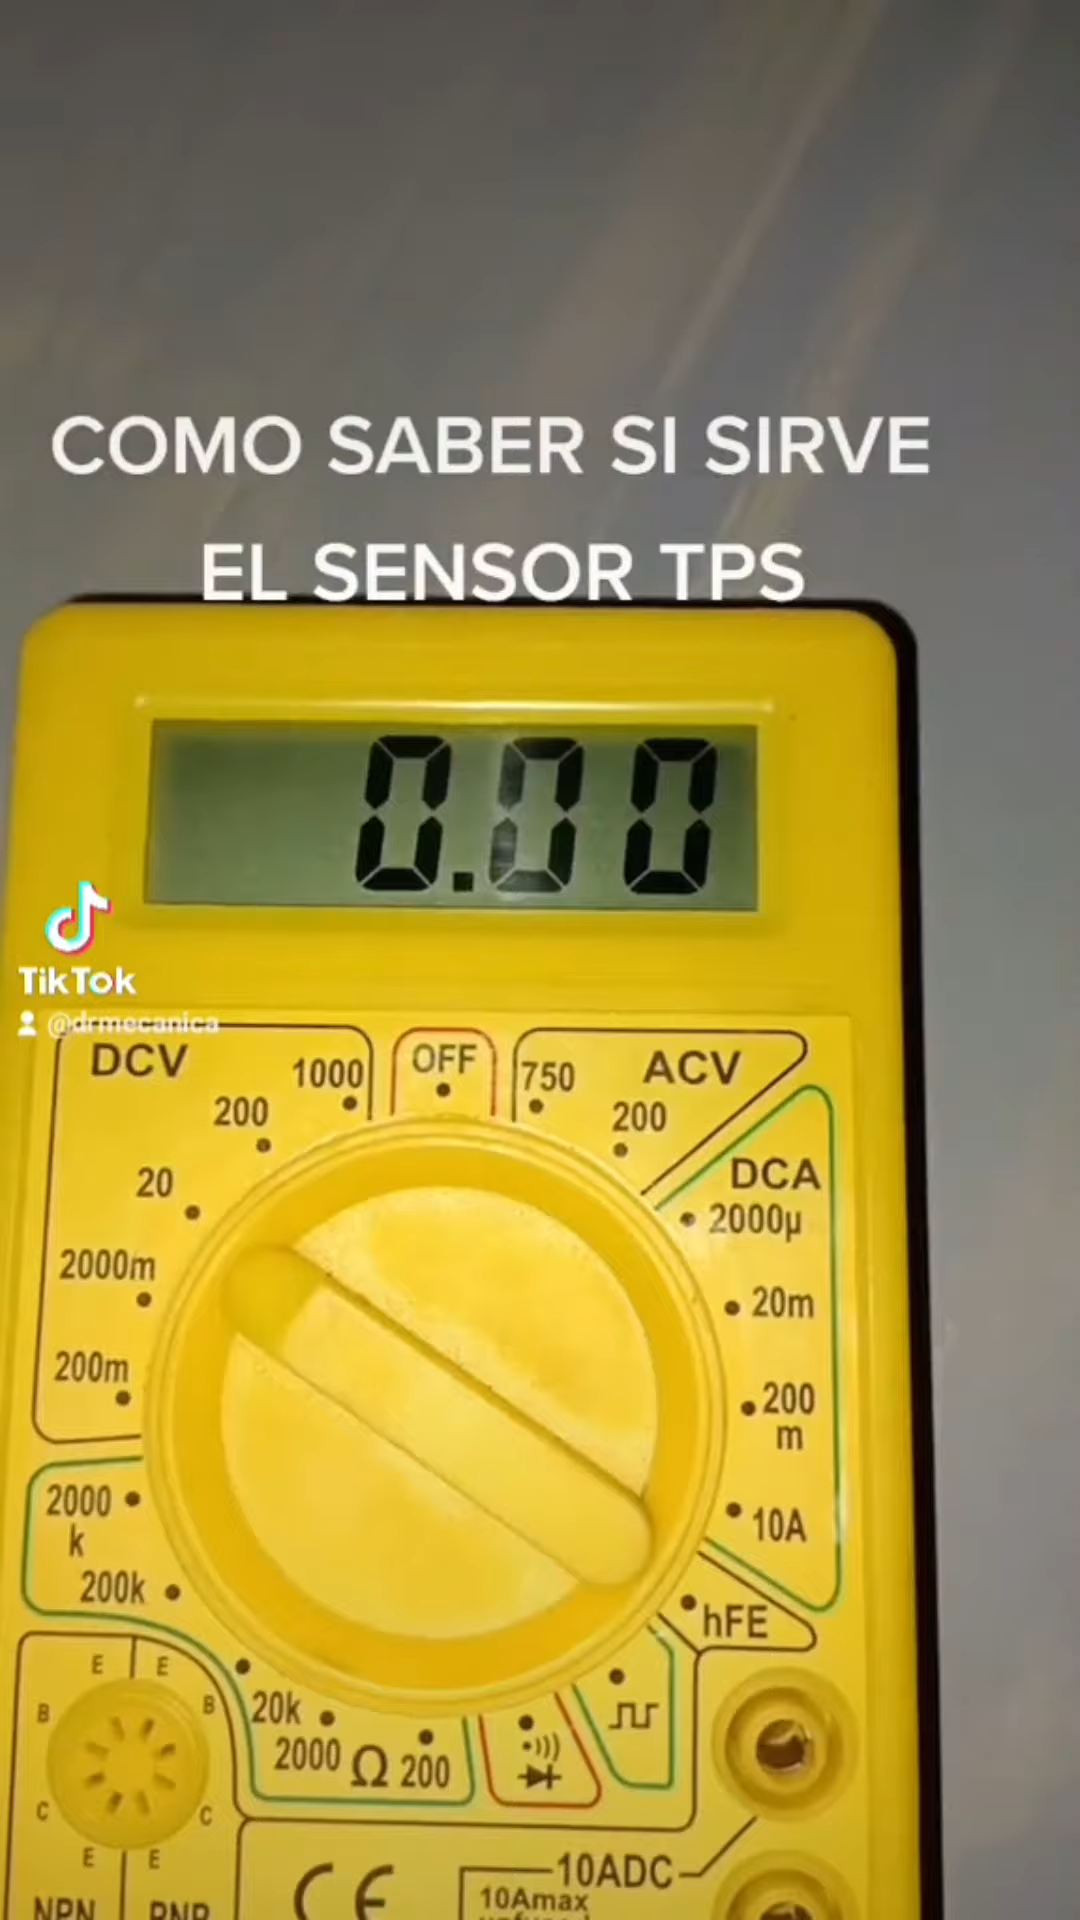 COMO SABER SI SIRVE
EL SENSOR TPS
0.00
TikTok
@drmecanica
DCV
1000
OFF
750
ACV
200
200
20
DCA
2000µ
2000m
20m
200m
200
m
2000
k
10A
200k
hFE
E E
B B
20k
2000 Ω 200
C C
E E
10ADC
CE
10Amax
NPN PNP